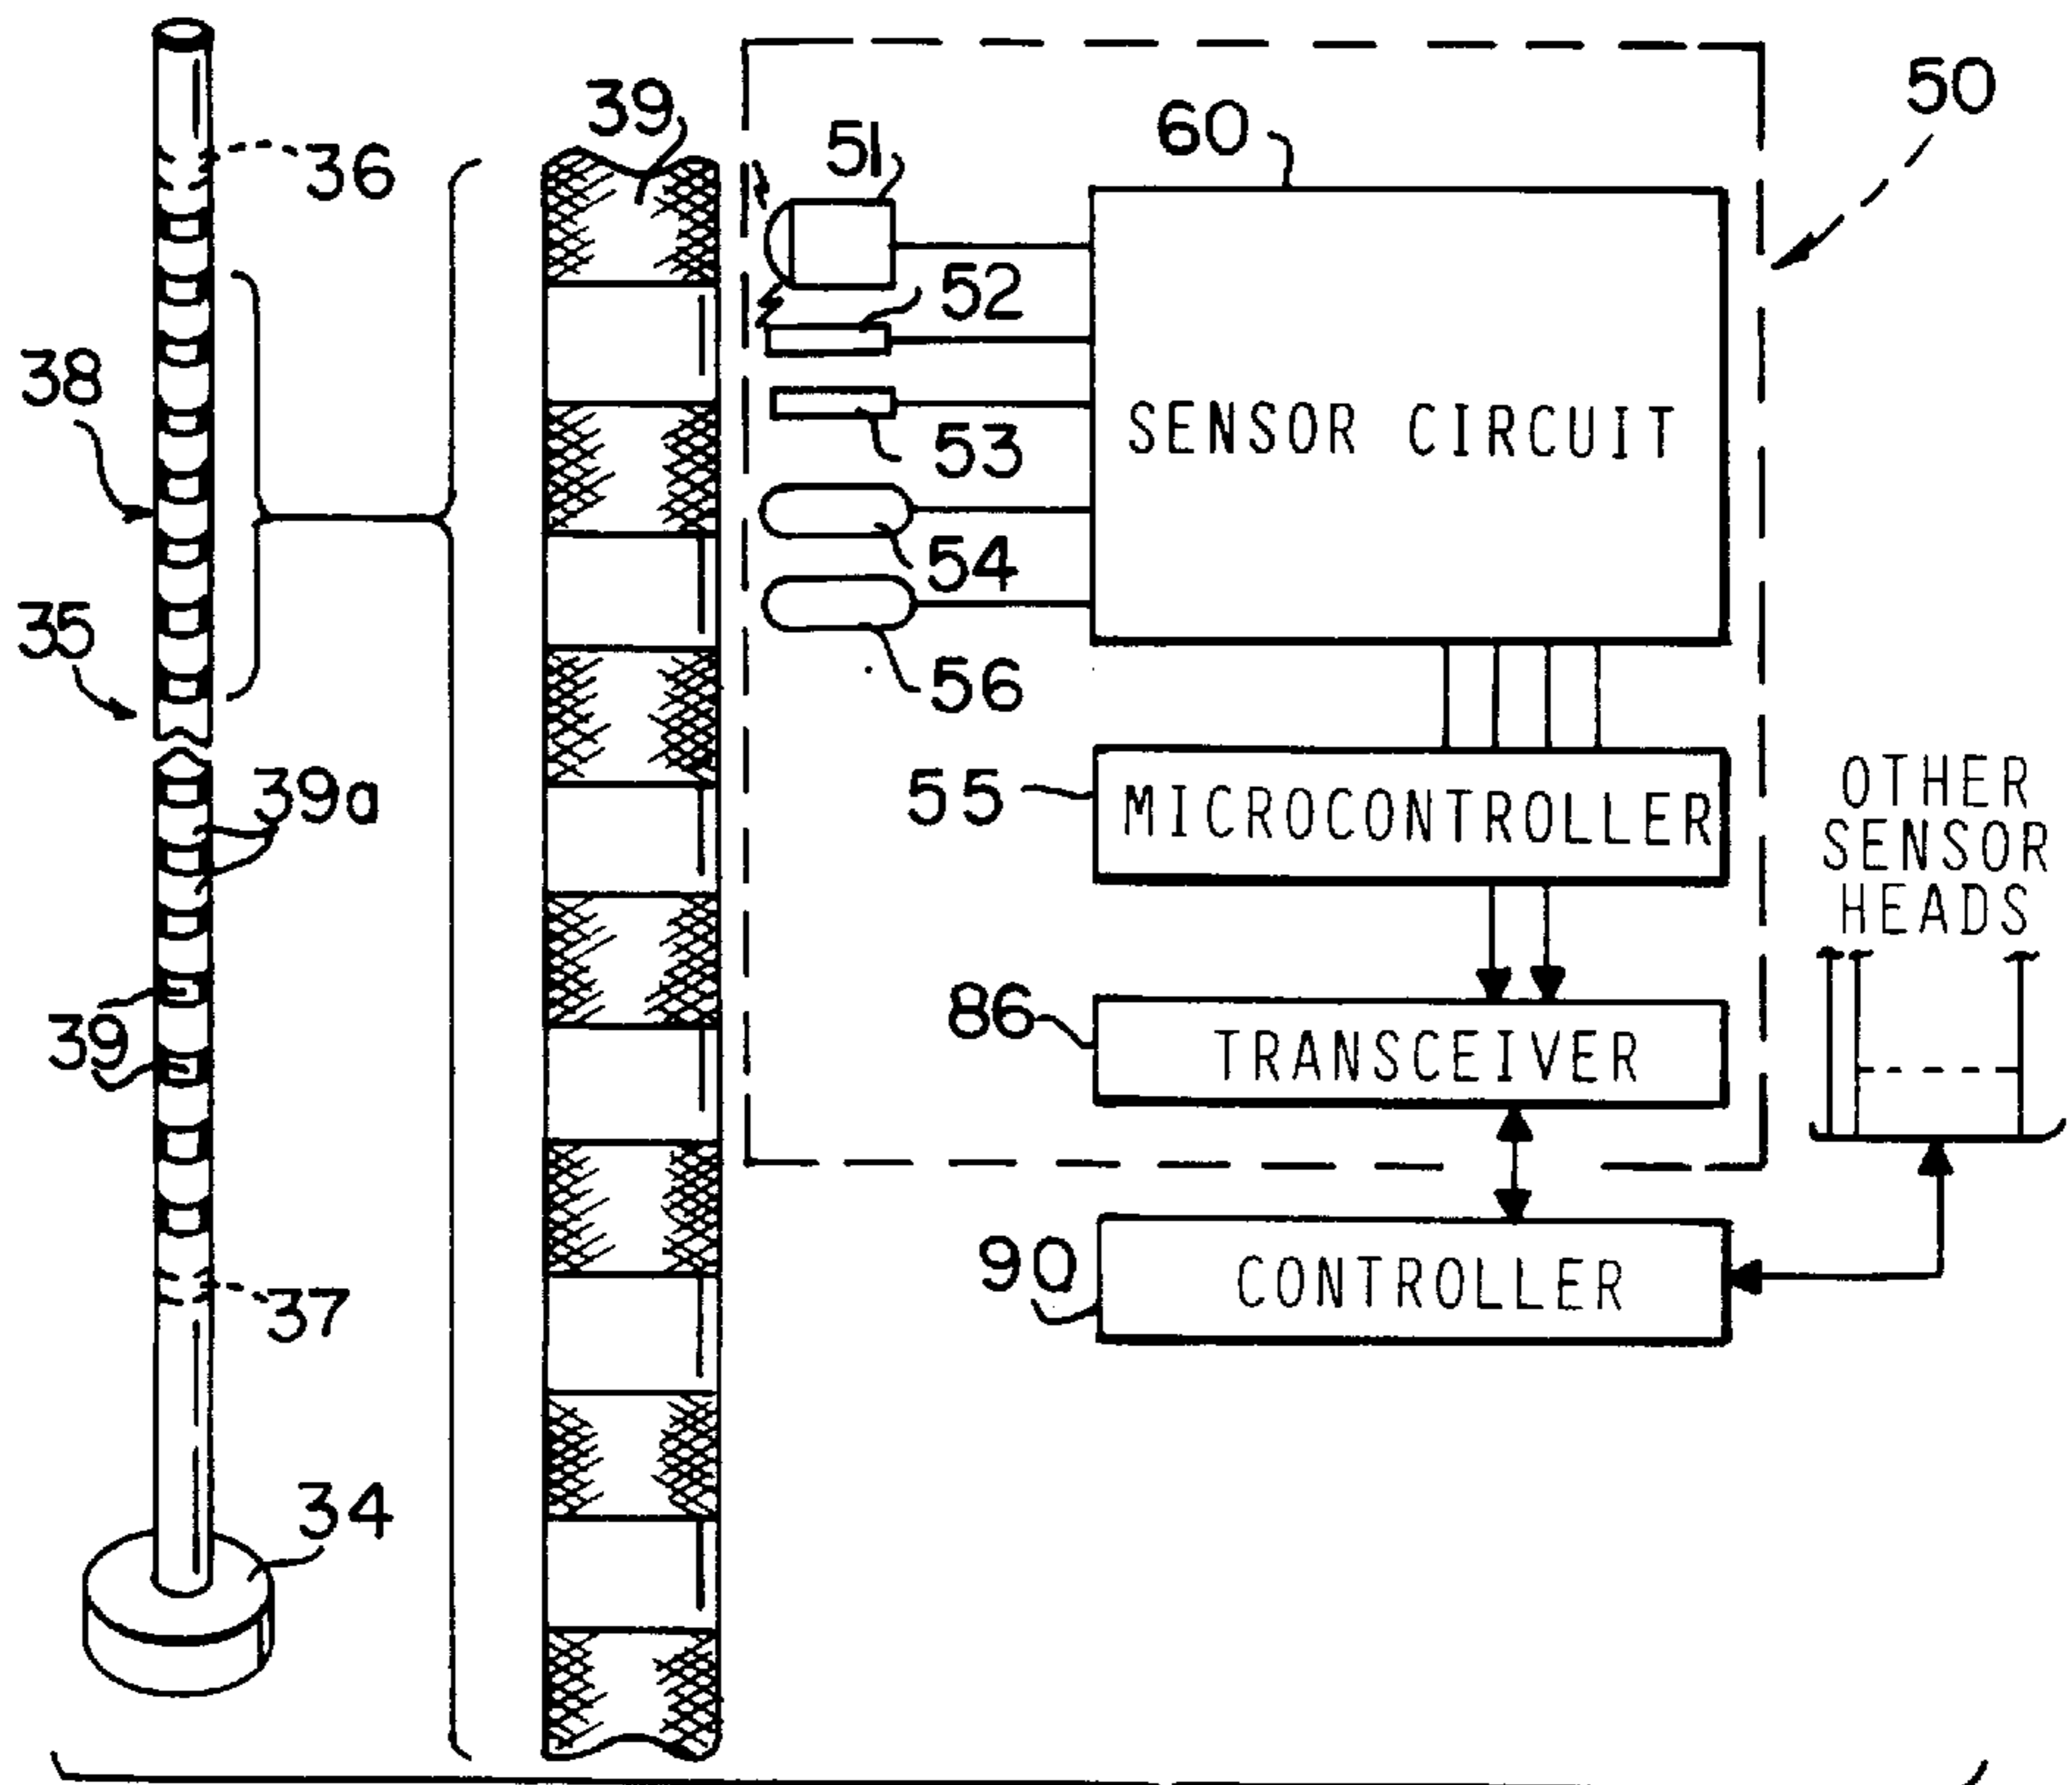 50
39
60
51
36
52
38
SENSOR CIRCUIT
53
54
35
56
OTHER
SENSOR
HEADS
55
MICROCONTROLLER
39a
86
TRANSCEIVER
39
90
CONTROLLER
37
34